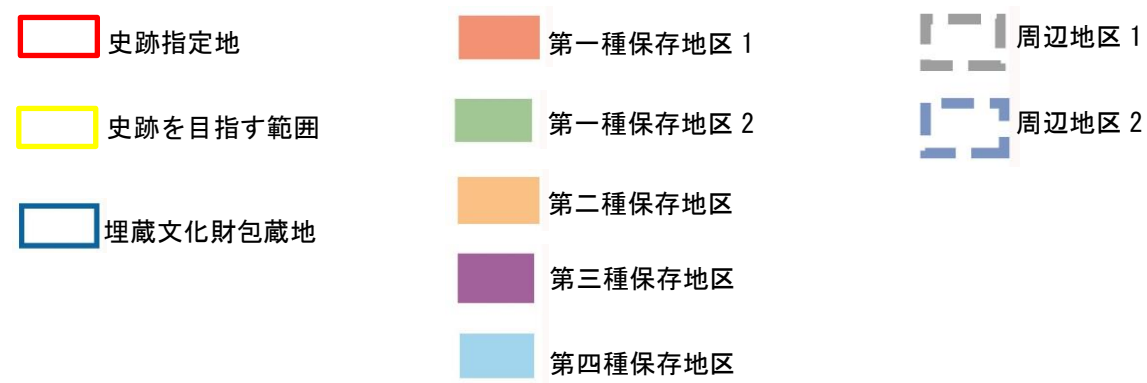 史跡指定地
史跡を目指す範囲
埋蔵文化財包蔵地
第一種保存地区 1
第一種保存地区 2
第二種保存地区
第三種保存地区
第四種保存地区
周辺地区 1
周辺地区 2